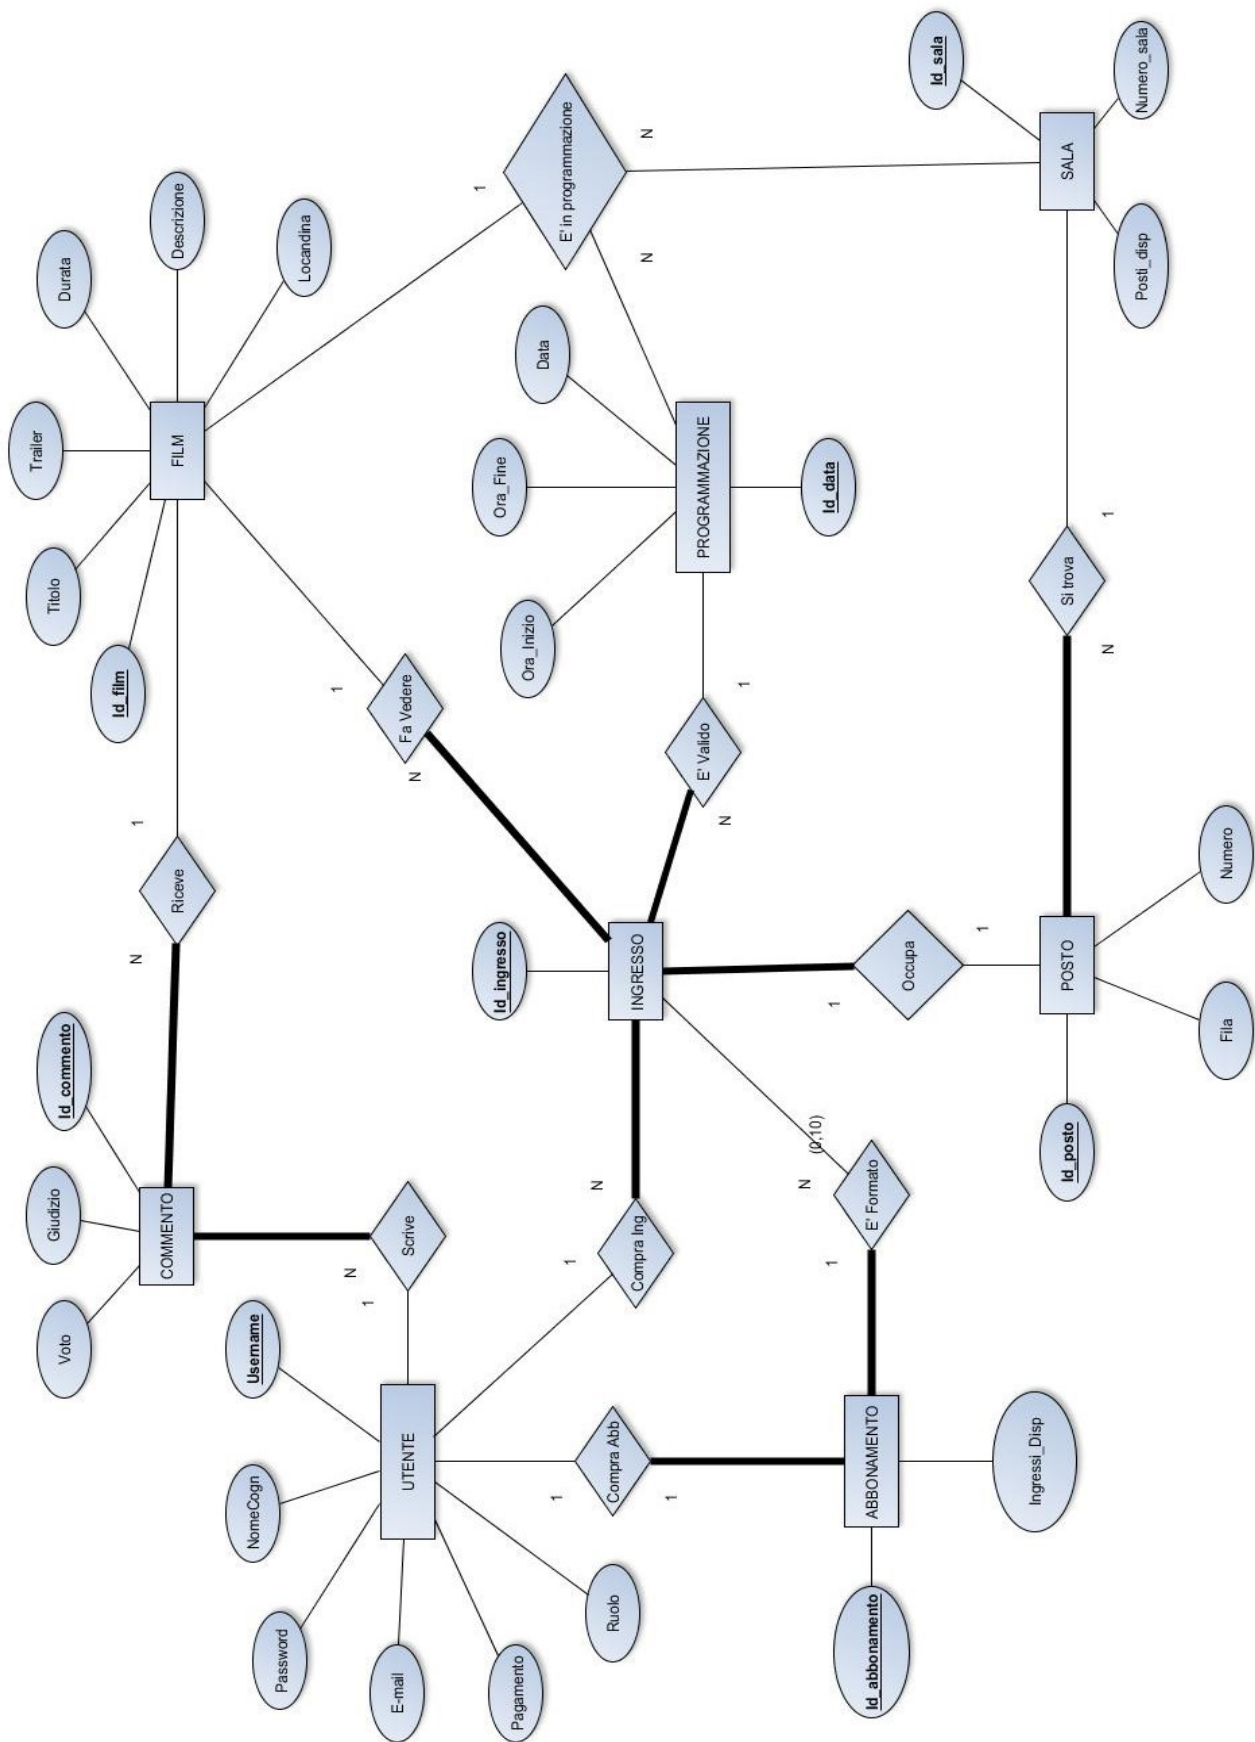 Password
NomeCogn
Username
E-mail
UTENTE
Pagamento
Ruolo
Voto
Giudizio
Id_commento
COMMENTO
N
Riceve
1
N
1
Scrive
Id_film
Titolo
Trailer
Durata
FILM
Descrizione
Locandina
1
Compra Abb
1
1
Compra Ing
N
Id_ingresso
INGRESSO
N
Fa Vedere
1
N
E' Valido
1
Ora_Inizio
Ora_Fine
Data
PROGRAMMAZIONE
Id_data
1
E' in programmazione
N
N
Id_abbonamento
ABBONAMENTO
Ingressi_Disp
1
E' Formato
N
(0,10)
1
Occupa
1
Id_posto
POSTO
Fila
Numero
N
Si trova
1
Id_sala
SALA
Posti_disp
Numero_sala